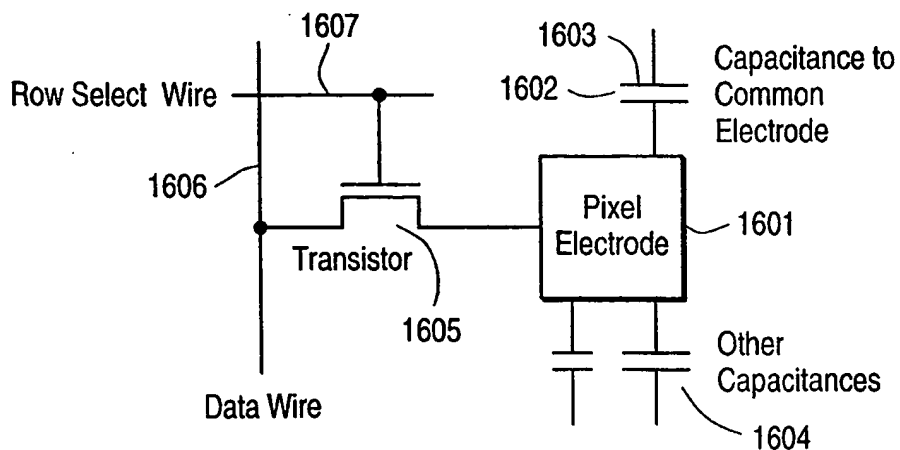 1607
1603
Capacitance to
Common
Electrode
1602
Row Select Wire
1606
Pixel
Electrode
1601
Transistor
1605
Other
Capacitances
Data Wire
1604